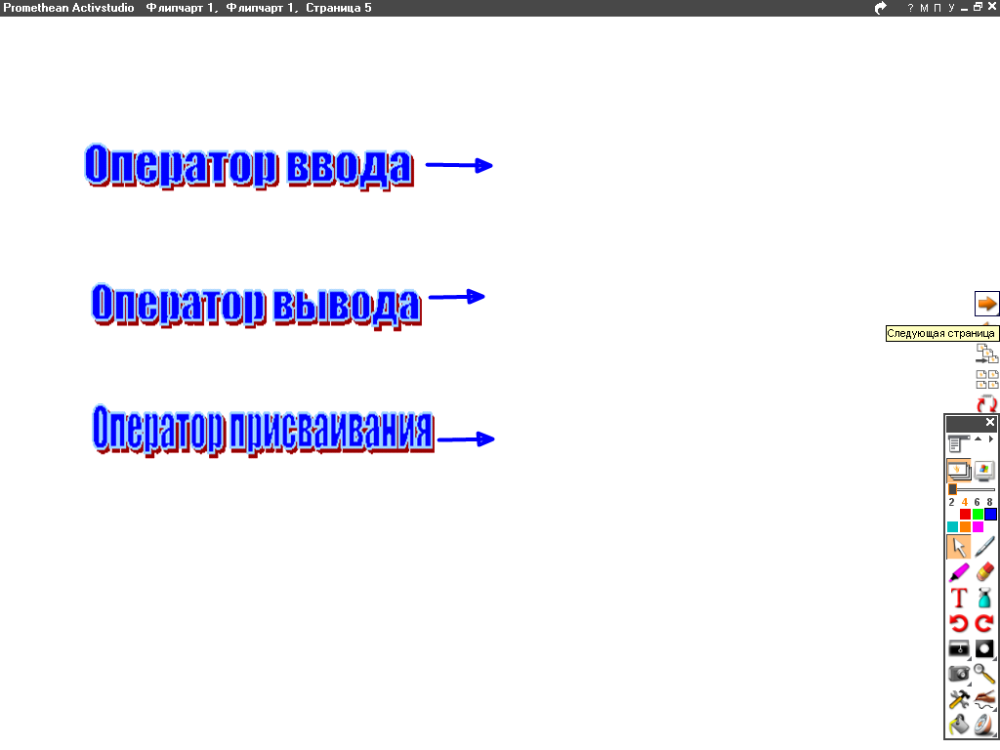 Promethean Activstudio Флипчарт 1, Флипчарт 1, Страница 5
? М П У
Оператор ввода
Оператор вывода
Следующая страница
Оператор присваивания
2 4 6 8
T